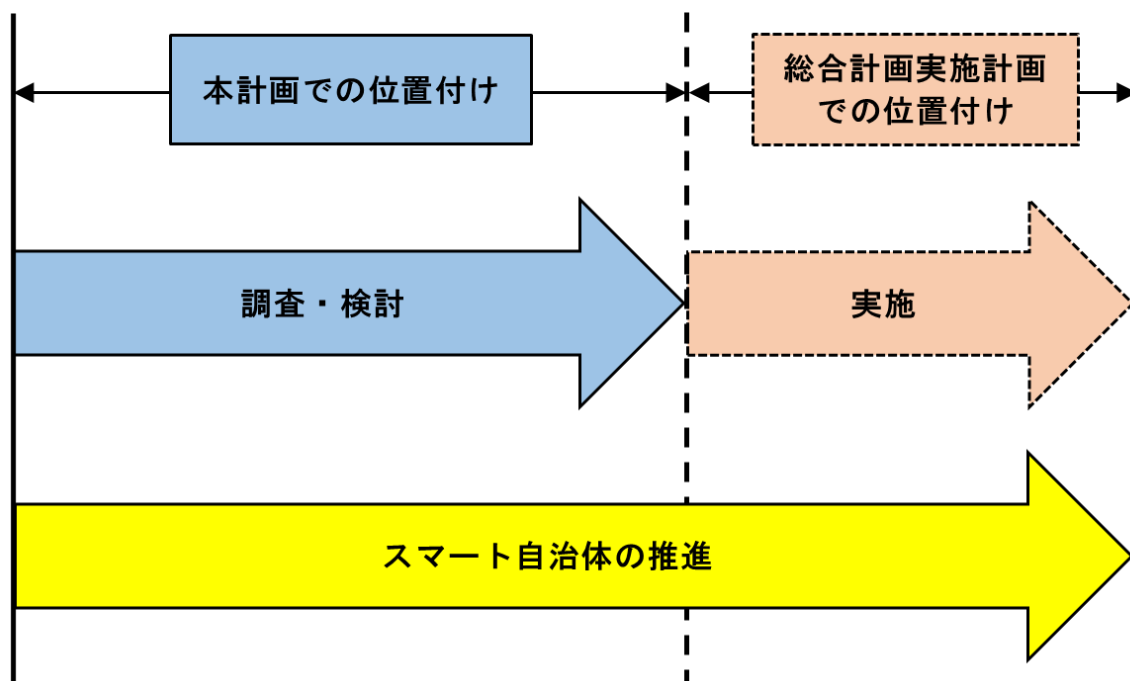 本計画での位置付け
総合計画実施計画
での位置付け
調査・検討
実施
スマート自治体の推進